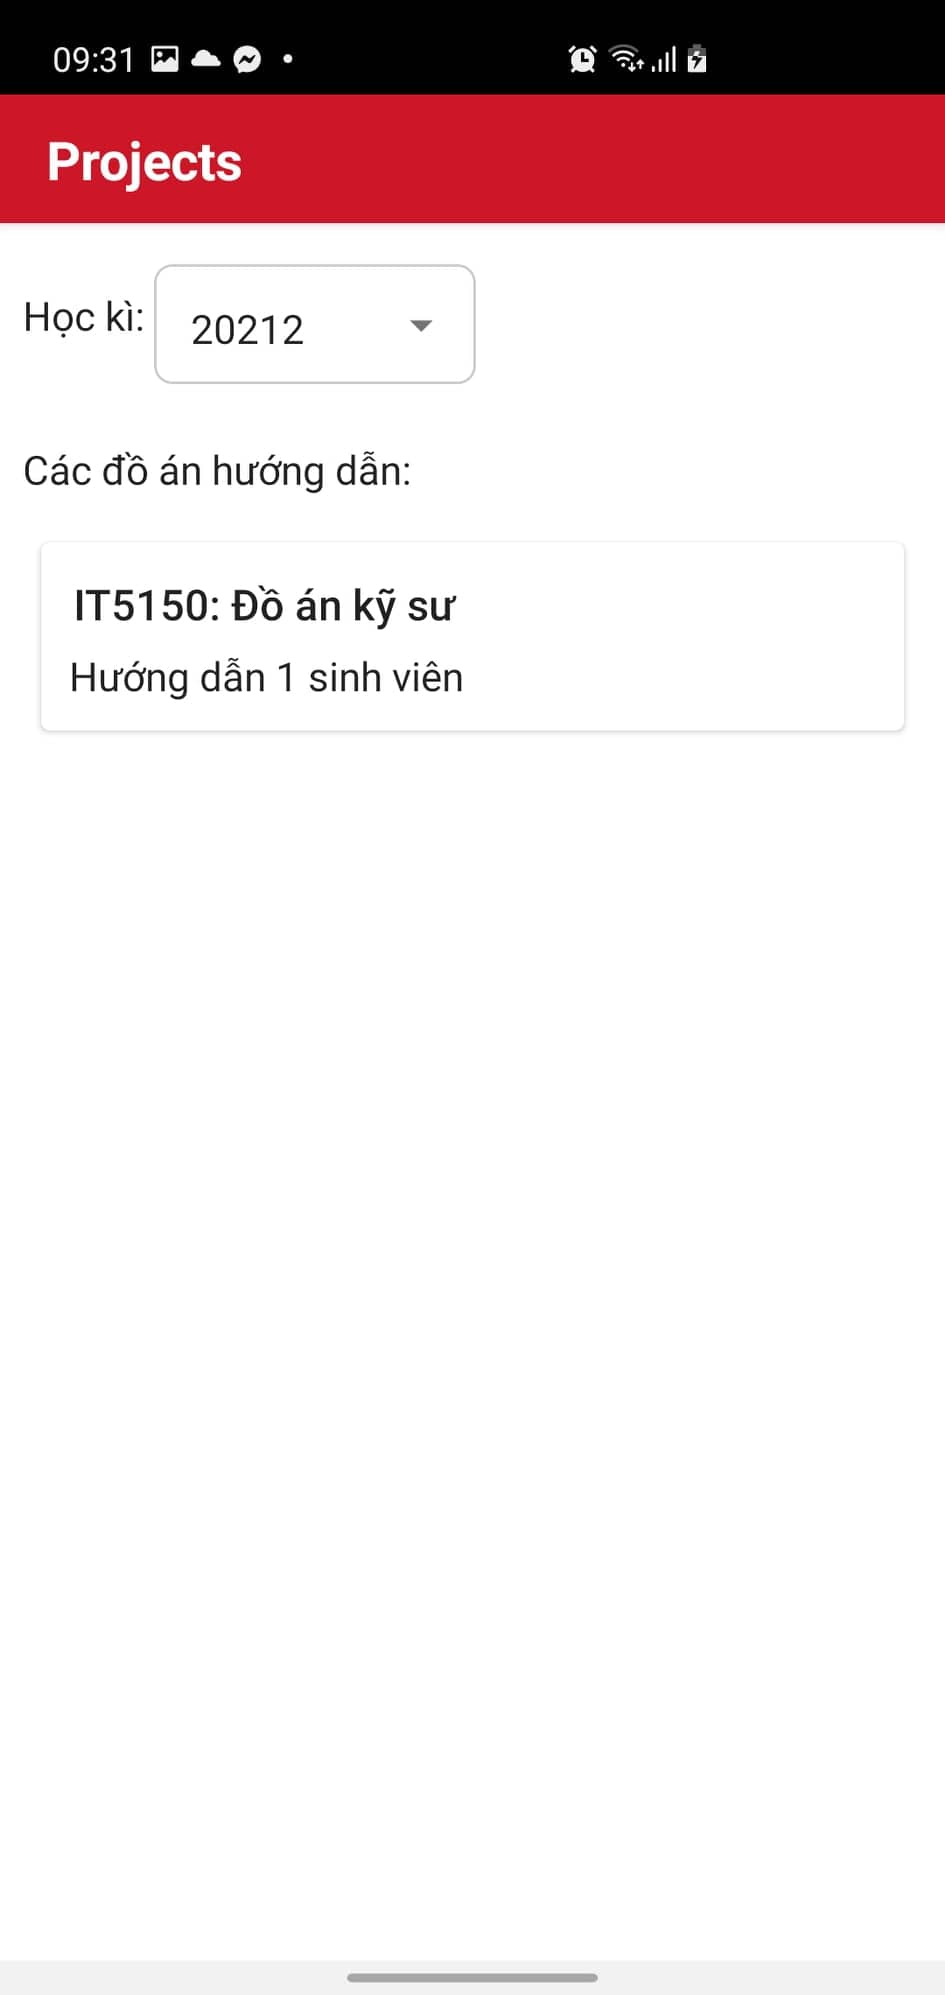 09:31
Projects
Học kì: 20212
Các đồ án hướng dẫn:
IT5150: Đồ án kỹ sư
Hướng dẫn 1 sinh viên